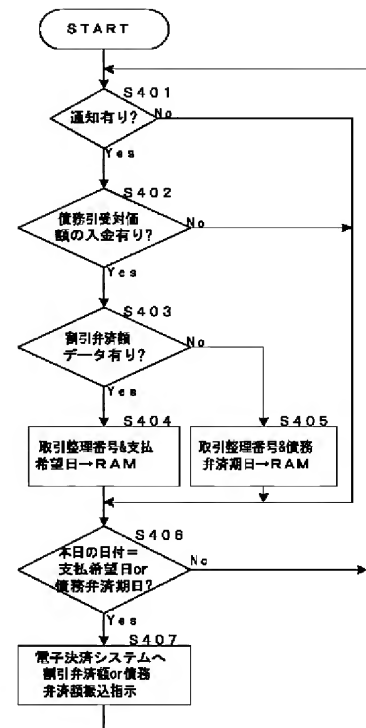 START
S401
通知有り?
No
Yes
S402
債務引受対価
額の入金有り?
No
Yes
S403
割引弁済額
データ有り?
No
Yes
S404
取引整理番号&支払
希望日→RAM
S405
取引整理番号&債務
弁済期日→RAM
S406
本日の日付=
支払希望日or
債務弁済期日?
No
Yes
S407
電子決済システムへ
割引弁済額or債務
弁済額振込指示